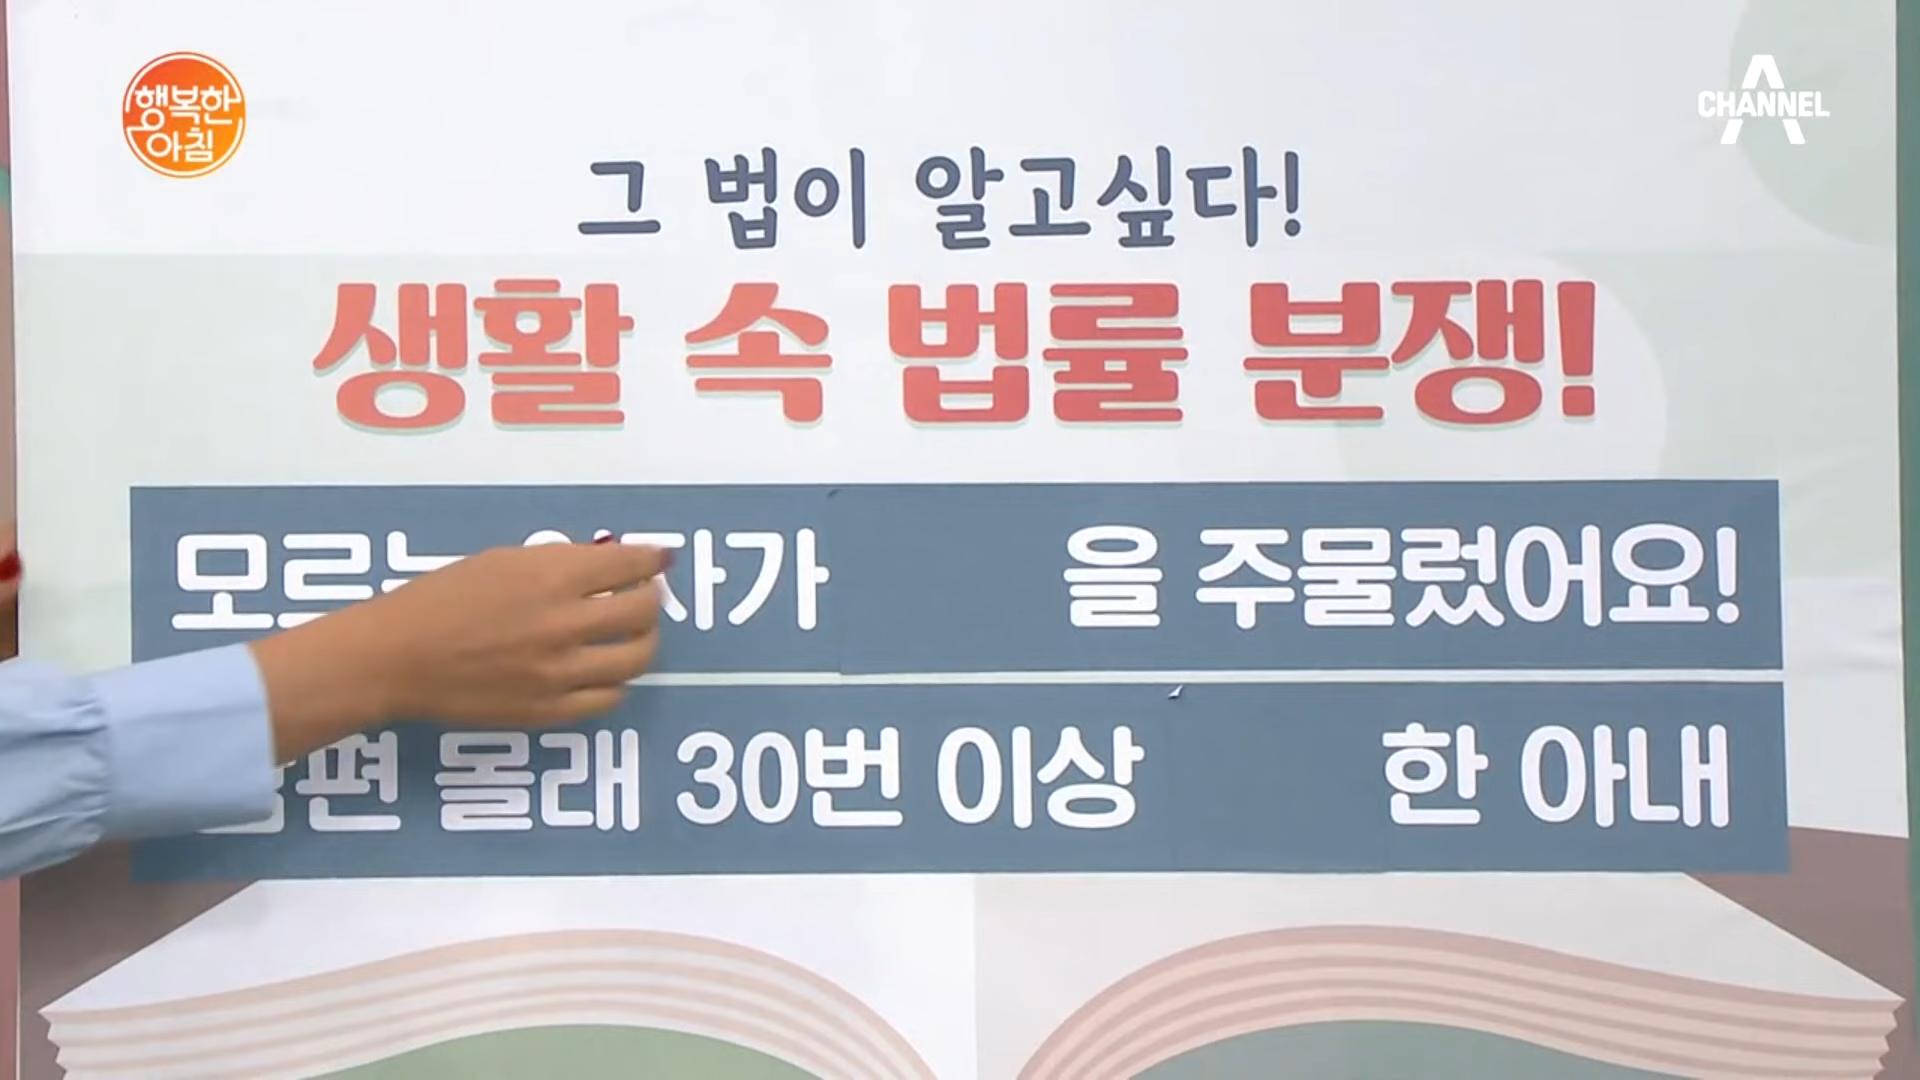 행복한
아침
CHANNEL A
그 법이 알고싶다!
생활 속 법률 분쟁!
모르는 가 을 주물렀어요!
몰래 30번 이상 한 아내